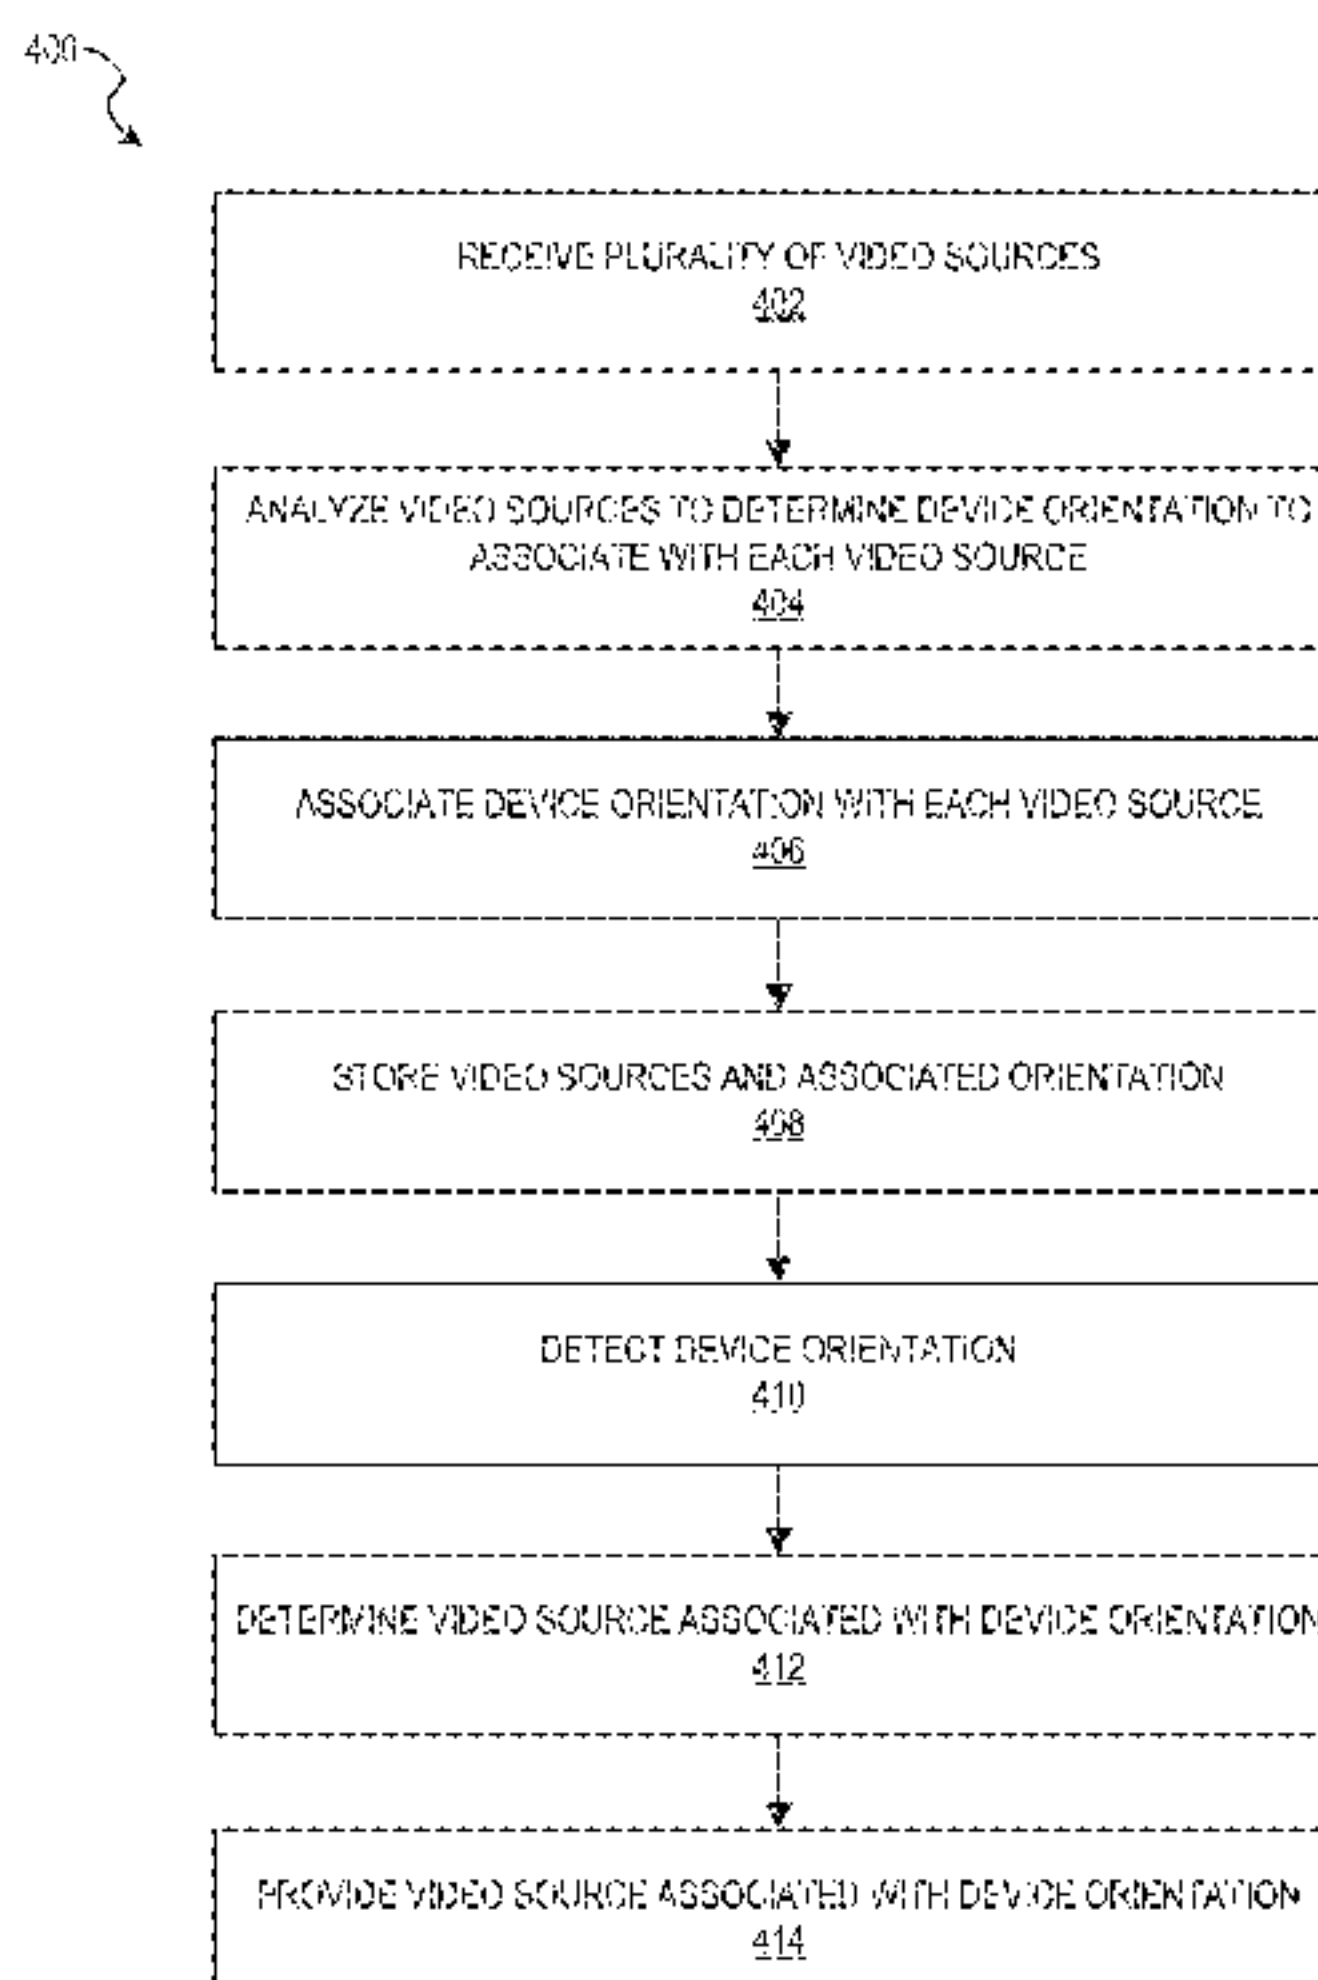 400
RECEIVE PLURALITY OF VIDEO SOURCES
402
ANALYZE VIDEO SOURCES TO DETERMINE DEVICE ORIENTATION TO
ASSOCIATE WITH EACH VIDEO SOURCE
404
ASSOCIATE DEVICE ORIENTATION WITH EACH VIDEO SOURCE
406
STORE VIDEO SOURCES AND ASSOCIATED ORIENTATION
408
DETECT DEVICE ORIENTATION
410
DETERMINE VIDEO SOURCE ASSOCIATED WITH DEVICE ORIENTATION
412
PROVIDE VIDEO SOURCE ASSOCIATED WITH DEVICE ORIENTATION
414